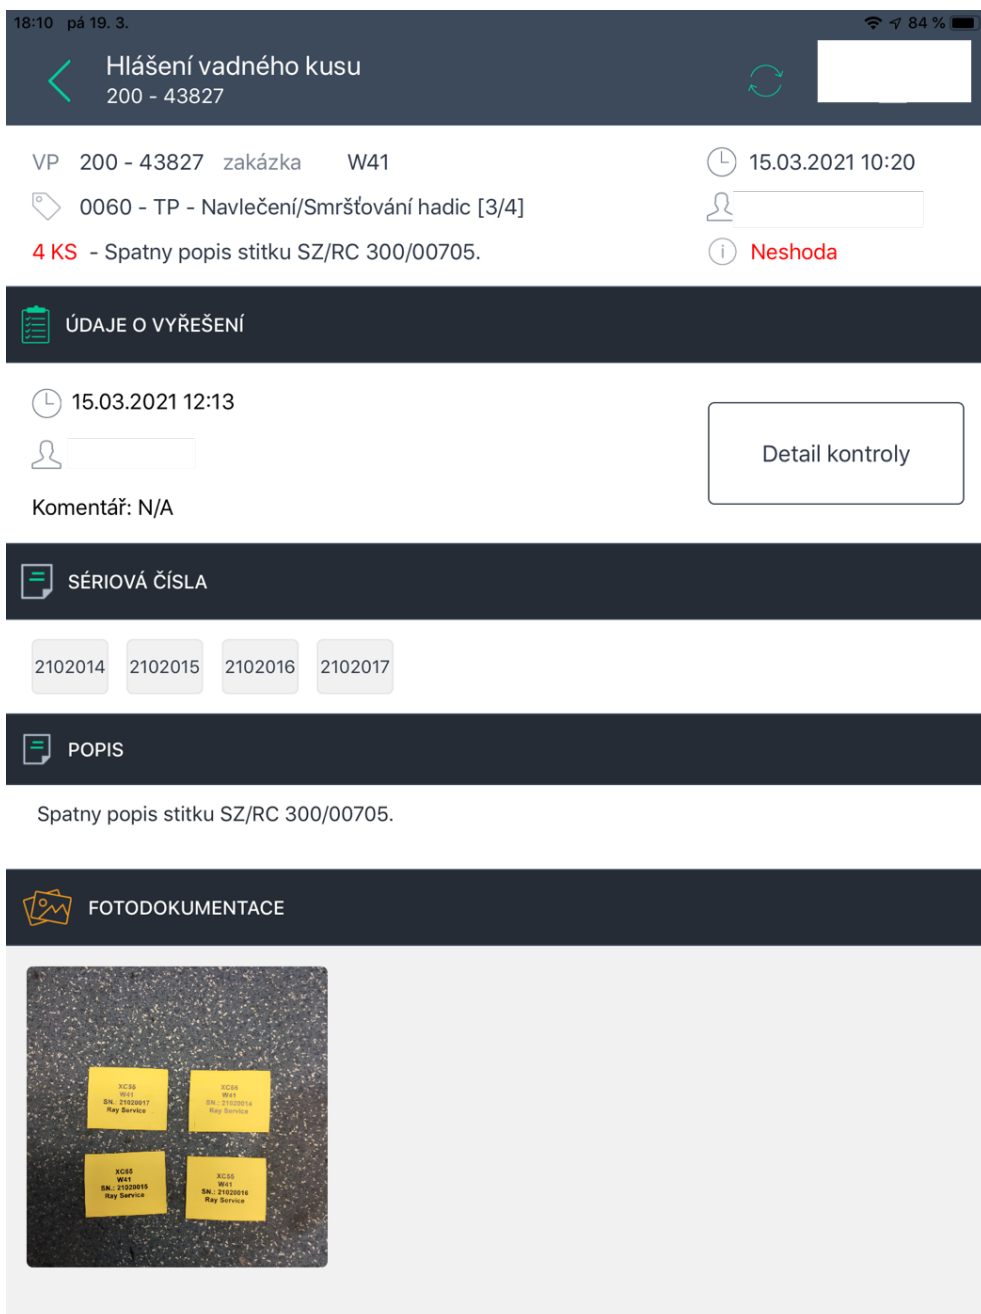 18:10 pá 19. 3.
84 %
Hlášení vadného kusu
200 - 43827
VP 200 - 43827 zakázka W41
15.03.2021 10:20
0060 - TP - Navlečení/Smršťování hadic [3/4]
4 KS - Spatny popis stitku SZ/RC 300/00705.
Neshoda
ÚDAJE O VYŘEŠENÍ
15.03.2021 12:13
Detail kontroly
Komentář: N/A
SÉRIOVÁ ČÍSLA
2102014 2102015 2102016 2102017
POPIS
Spatny popis stitku SZ/RC 300/00705.
FOTODOKUMENTACE
XC55
W41
SN.: 21020017
Ray Service
XC55
W41
SN.: 21020014
Ray Service
XC55
W41
SN.: 21020015
Ray Service
XC55
W41
SN.: 21020016
Ray Service